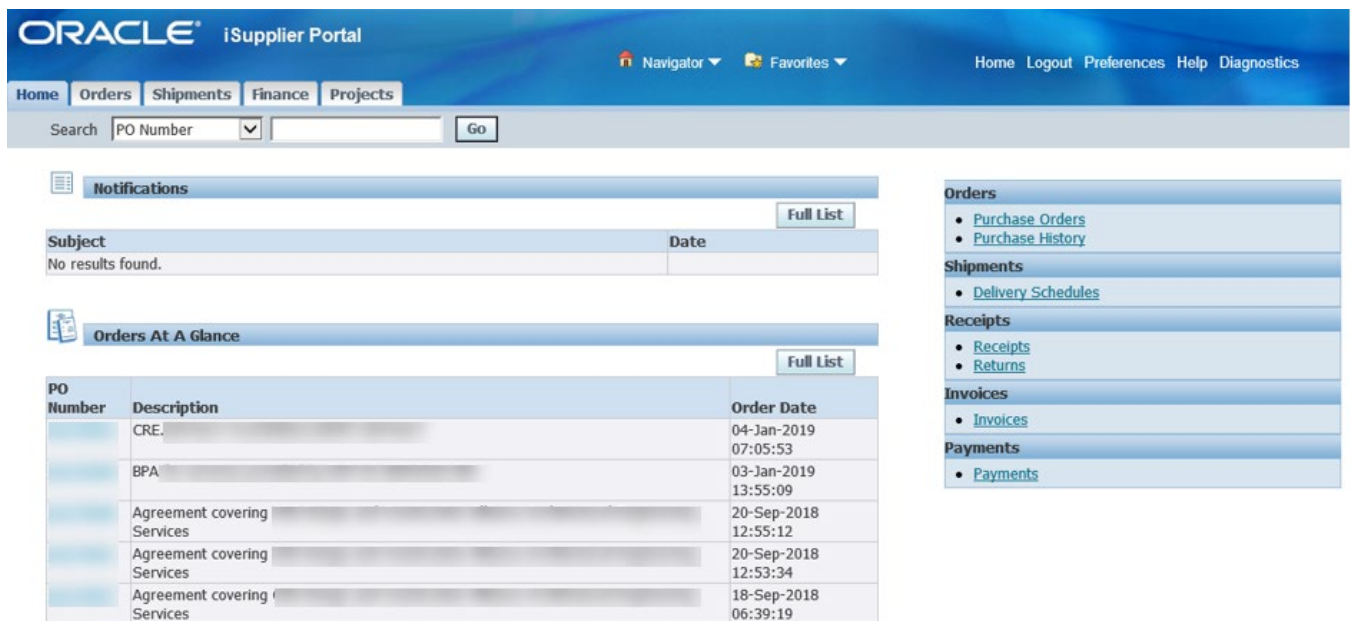 ORACLE® iSupplier Portal
Navigator Favorites
Home Logout Preferences Help Diagnostics
Home Orders Shipments Finance Projects
Search PO Number Go
Notifications
Full List
Subject Date
No results found.
Orders At A Glance
Full List
PO
Number Description Order Date
CRE. 04-Jan-2019
07:05:53
BPA 03-Jan-2019
13:55:09
Agreement covering 20-Sep-2018
Services 12:55:12
Agreement covering 20-Sep-2018
Services 12:53:34
Agreement covering 18-Sep-2018
Services 06:39:19
Orders
• Purchase Orders
• Purchase History
Shipments
• Delivery Schedules
Receipts
• Receipts
• Returns
Invoices
• Invoices
Payments
• Payments